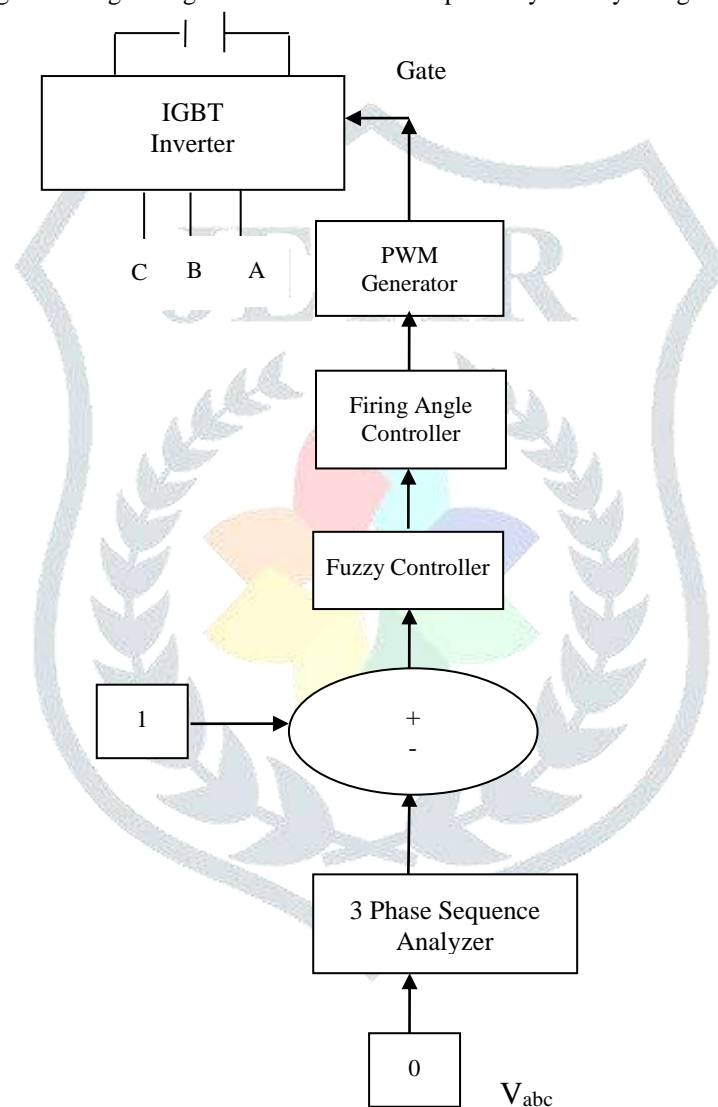 Gate
IGBT
Inverter
C B A
PWM
Generator
Firing Angle
Controller
Fuzzy Controller
1
+
-
3 Phase Sequence
Analyzer
0
Vabc